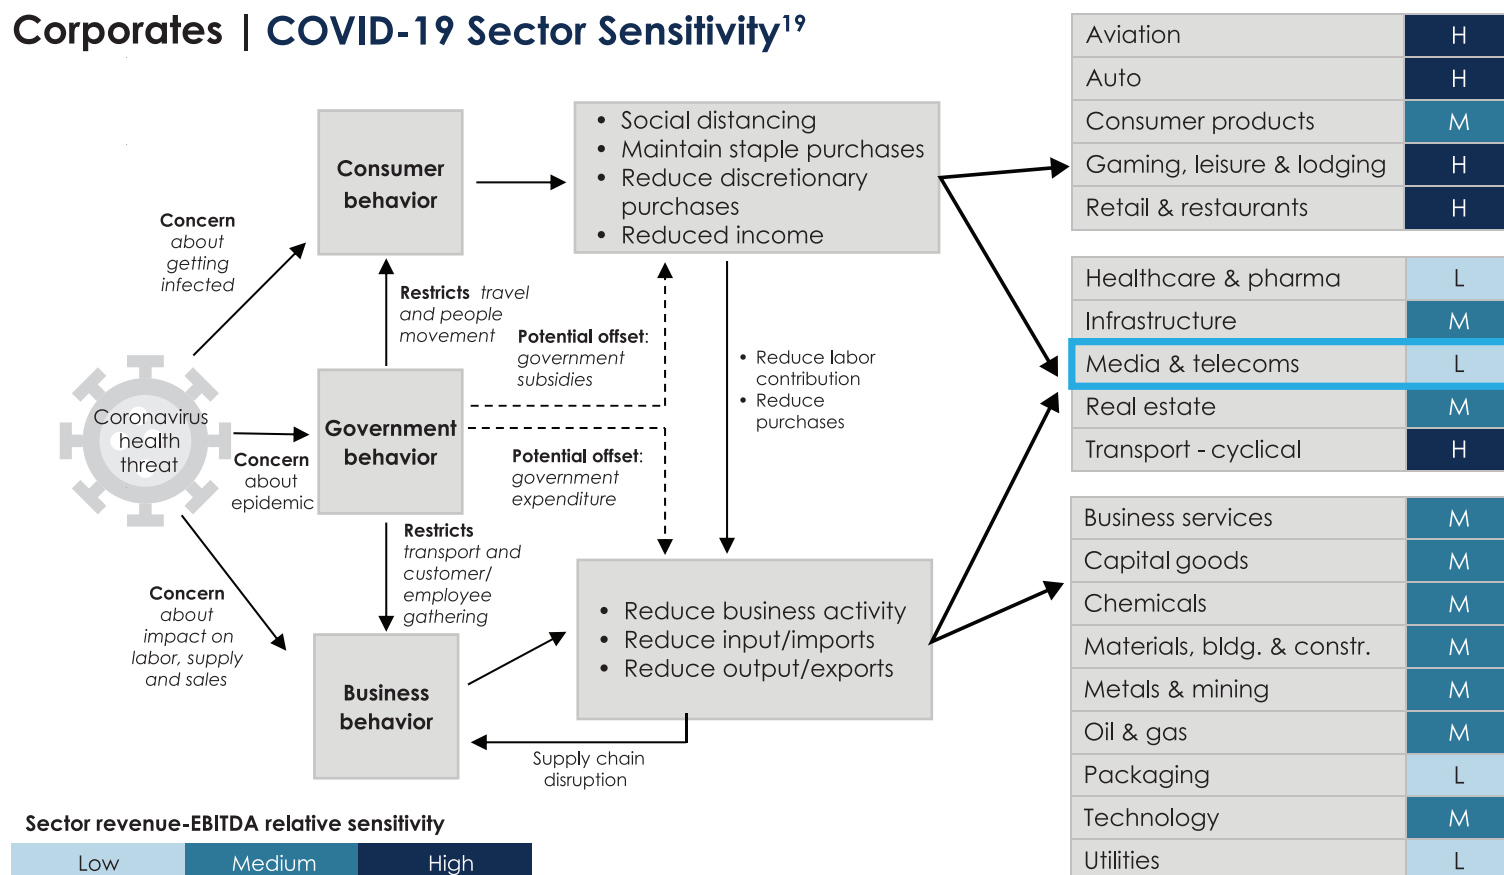 Corporates | COVID-19 Sector Sensitivity19
Concern
about
getting
infected
Coronavirus
health
threat
Concern
about
epidemic
Concern
about
impact on
labor, supply
and sales
Consumer
behavior
Restricts travel
and people
movement
Government
behavior
Restricts
transport and
customer/
employee
gathering
Business
behavior
Potential offset:
government
subsidies
Potential offset:
government
expenditure
• Social distancing
• Maintain staple purchases
• Reduce discretionary
purchases
• Reduced income
• Reduce labor
contribution
• Reduce
purchases
• Reduce business activity
• Reduce input/imports
• Reduce output/exports
Supply chain
disruption
Aviation H
Auto H
Consumer products M
Gaming, leisure & lodging H
Retail & restaurants H
Healthcare & pharma L
Infrastructure M
Media & telecoms L
Real estate M
Transport - cyclical H
Business services M
Capital goods M
Chemicals M
Materials, bldg. & constr. M
Metals & mining M
Oil & gas M
Packaging L
Technology M
Utilities L
Sector revenue-EBITDA relative sensitivity
Low Medium High